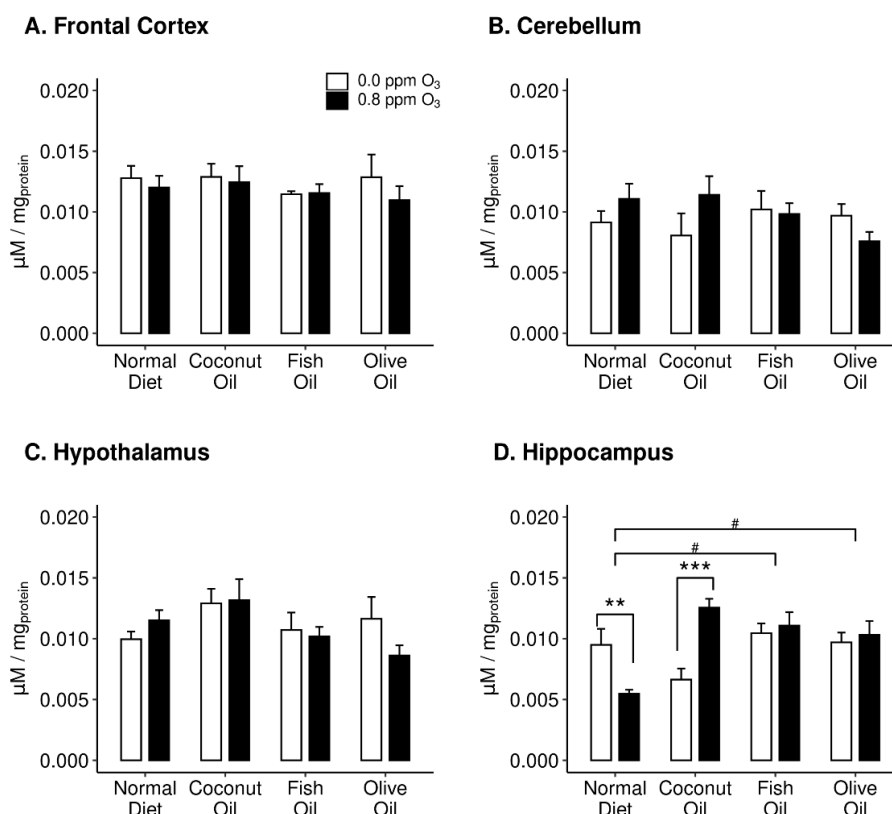 A. Frontal Cortex
0.0 ppm O₃
0.8 ppm O₃
0.020
0.015
0.010
0.005
0.000
µM / mgprotein
Normal Diet
Coconut Oil
Fish Oil
Olive Oil
B. Cerebellum
0.020
0.015
0.010
0.005
0.000
µM / mgprotein
Normal Diet
Coconut Oil
Fish Oil
Olive Oil
C. Hypothalamus
0.020
0.015
0.010
0.005
0.000
µM / mgprotein
Normal Diet
Coconut Oil
Fish Oil
Olive Oil
D. Hippocampus
0.020
0.015
0.010
0.005
0.000
µM / mgprotein
#
#
***
**
Normal Diet
Coconut Oil
Fish Oil
Olive Oil